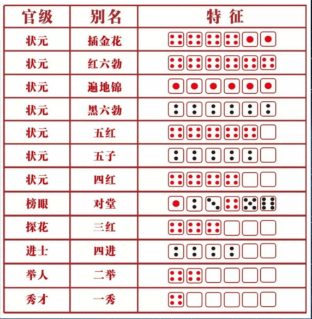 官级 别名 特征
状元 插金花
状元 红六勃
状元 遍地锦
状元 黑六勃
状元 五红
状元 五子
状元 四红
榜眼 对堂
探花 三红
进士 四进
举人 二举
秀才 一秀